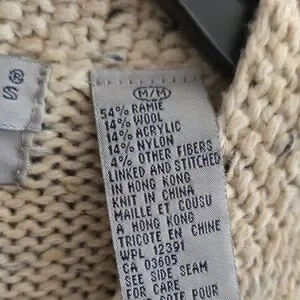 M/M
54% RAMIE
14% WOOL
14% ACRYLIC
14% NYLON
4% OTHER FIBERS
LINKED AND STITCHED
IN HONG KONG
KNIT IN CHINA
MAILLE ET COUSU
A HONG KONG
TRICOTE EN CHINE
WPL 12391
CA 03605
SEE SIDE SEAM
FOR CARE
POUR